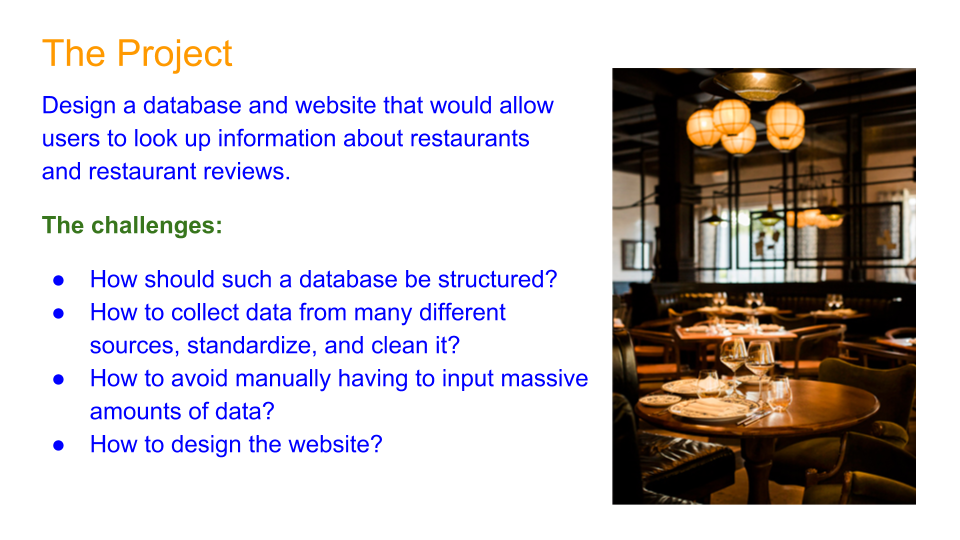 The Project
Design a database and website that would allow
users to look up information about restaurants
and restaurant reviews.
The challenges:
● How should such a database be structured?
● How to collect data from many different
sources, standardize, and clean it?
● How to avoid manually having to input massive
amounts of data?
● How to design the website?